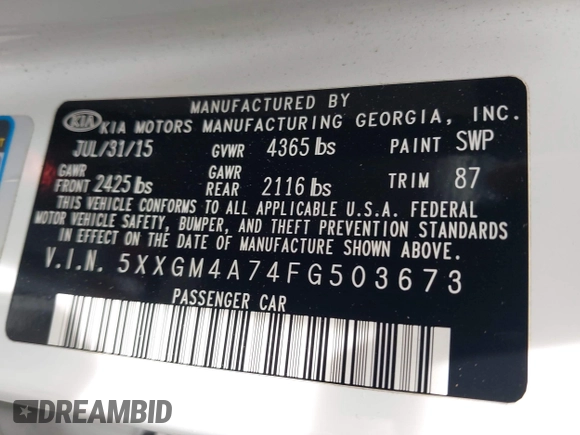 MANUFACTURED BY
KIA KIA MOTORS MANUFACTURING GEORGIA, INC.
JUL/31/15 GVWR 4365 lbs PAINT SWP
GAWR FRONT 2425 lbs GAWR REAR 2116 lbs TRIM 87
THIS VEHICLE CONFORMS TO ALL APPLICABLE U.S.A. FEDERAL
MOTOR VEHICLE SAFETY, BUMPER, AND THEFT PREVENTION STANDARDS
IN EFFECT ON THE DATE OF MANUFACTURE SHOWN ABOVE.
V.I.N. 5XXGM4A74FG503673
PASSENGER CAR
DREAMBID